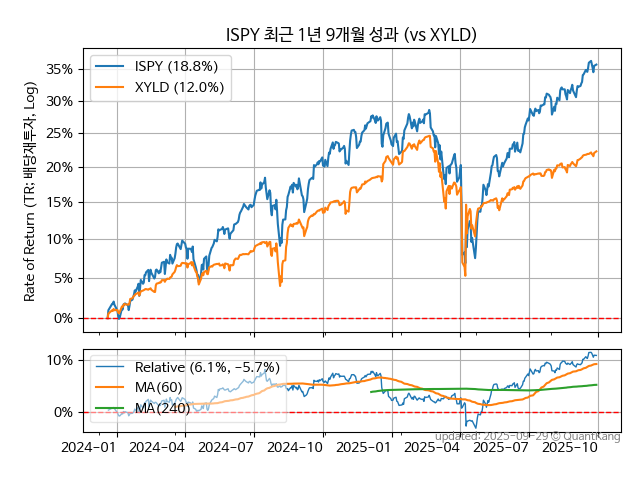 ISPY 최근 1년 9개월 성과 (vs XYLD)
Rate of Return (TR: 배당재투자, Log)
35%
30%
25%
20%
15%
10%
5%
0%
ISPY (18.8%)
XYLD (12.0%)
10%
0%
Relative (6.1%, -5.7%)
MA(60)
MA(240)
updated: 2025-09-29 © QuantKang
2024-01 2024-04 2024-07 2024-10 2025-01 2025-04 2025-07 2025-10